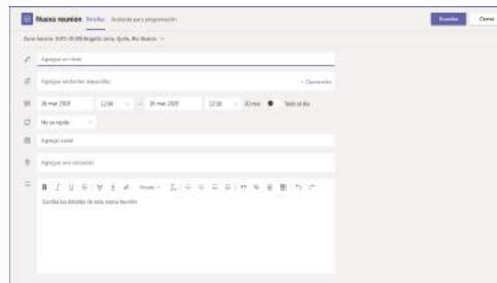 Nueva reunión Detalles Asistente para programación Guardar Cerrar
Zona horaria: (UTC-05:00) Bogotá, Lima, Quito, Rio Branco
Agregar un título
Agregar asistentes requeridos + Opcionales
26 mar. 2020 12:00 26 mar. 2020 12:30 30 min. Todo el día
No se repite
Agregar canal
Agregar una ubicación
B I U S
Escriba los detalles de esta nueva reunión